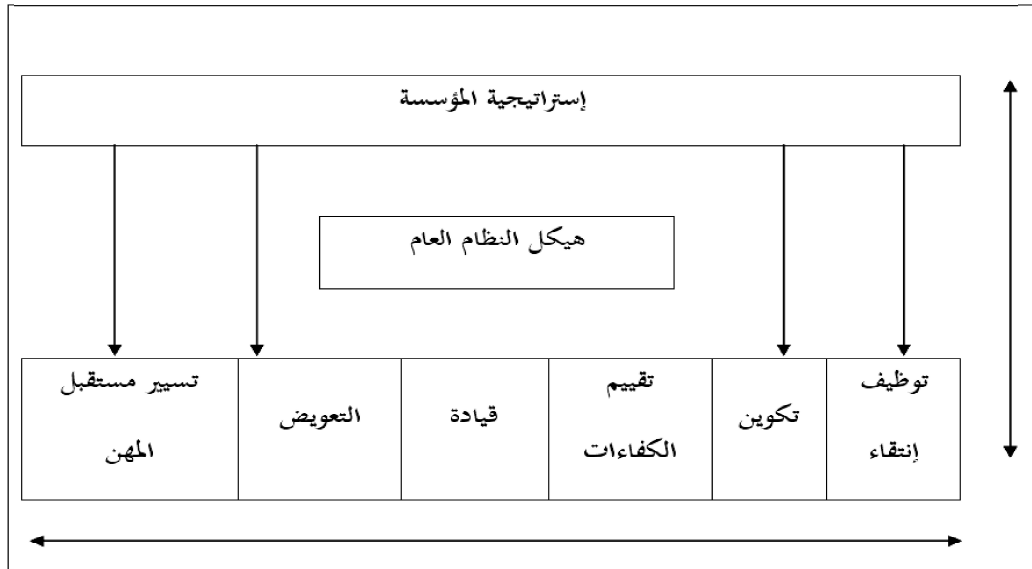 إستراتيجية المؤسسة
هيكل النظام العام
توظيف
إنتقاء
تكوين
تقييم
الكفاءات
قيادة
التعويض
تسيير مستقبل
المهن